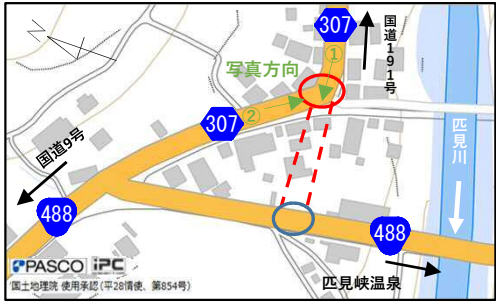 307
国道191号
①
写真方向
②
307
国道9号
匹見川
488
488
PASCO iPC
匹見峡温泉
国土地理院 使用承認(平28情使、第854号)